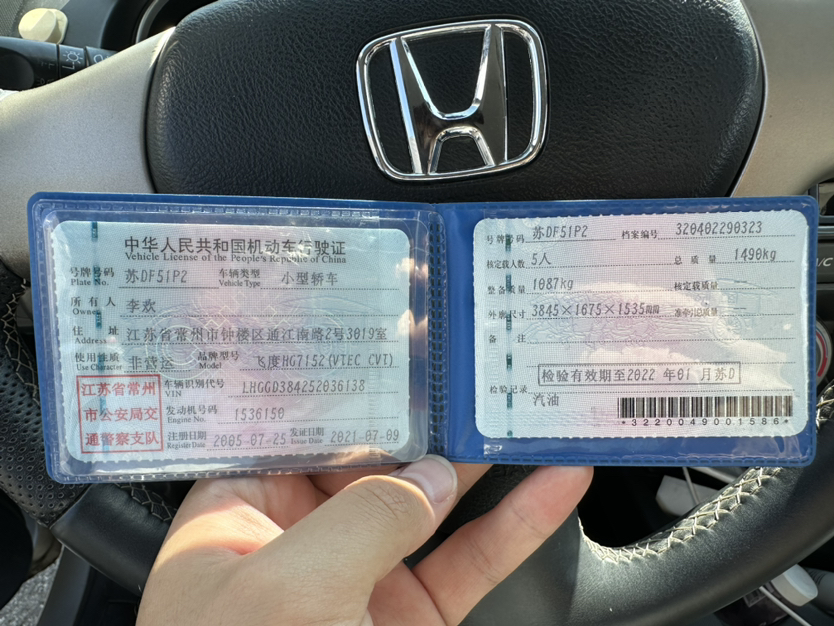 中华人民共和国机动车行驶证
Vehicle License of the People's Republic of China
号牌号码 苏DF51P2 车辆类型 小型轿车
Plate No. Vehicle Type
所有人 李欢
Owner
住址 江苏省常州市钟楼区通江南路2号3019室
Address
使用性质 非营运 品牌型号 飞度HG7152(VTEC CVT)
Use Character Model
江苏省常州
市公安局交
通警察支队
车辆识别代号 LHGGD384252036138
VIN
发动机号码 1536150
Engine No.
注册日期 2005-07-25 发证日期 2021-07-09
Register Date Issue Date
号牌号码 苏DF51P2 档案编号 320402290323
核定载人数 5人 总质量 1490kg
整备质量 1087kg 核定载质量
外廓尺寸 3845×1675×1535mm 准牵引总质量
备注
检验有效期至2022年07月苏D
检验记录
汽油
*3220049001586*